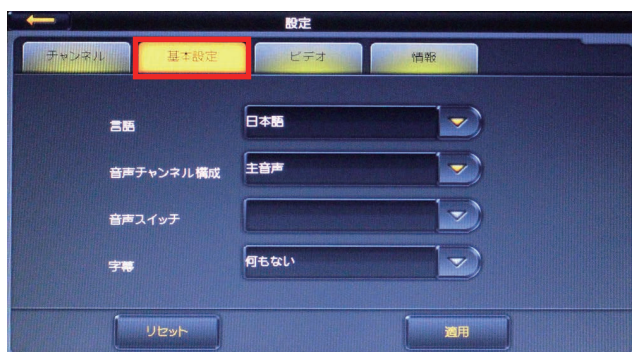 設定
チャンネル 基本設定 ビデオ 情報
言語 日本語
音声チャンネル構成 主音声
音声スイッチ
字幕 何もない
リセット 適用